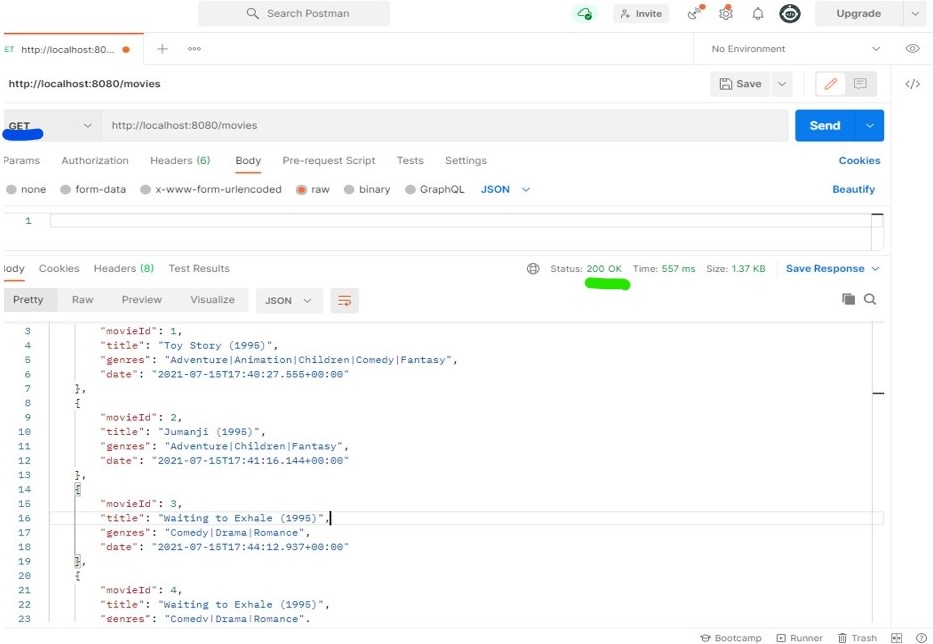 Search Postman
Invite
Upgrade
GET http://localhost:80...
No Environment
http://localhost:8080/movies
Save
GET
http://localhost:8080/movies
Send
Params Authorization Headers (6) Body Pre-request Script Tests Settings Cookies
none form-data x-www-form-urlencoded raw binary GraphQL JSON Beautify
1
Body Cookies Headers (8) Test Results Status: 200 OK Time: 557 ms Size: 1.37 KB Save Response
Pretty Raw Preview Visualize JSON
3 "movieId": 1,
4 "title": "Toy Story (1995)",
5 "genres": "Adventure|Animation|Children|Comedy|Fantasy",
6 "date": "2021-07-15T17:40:27.555+00:00"
7 },
8 {
9 "movieId": 2,
10 "title": "Jumanji (1995)",
11 "genres": "Adventure|Children|Fantasy",
12 "date": "2021-07-15T17:41:16.144+00:00"
13 },
14 {
15 "movieId": 3,
16 "title": "Waiting to Exhale (1995)",
17 "genres": "Comedy|Drama|Romance",
18 "date": "2021-07-15T17:44:12.937+00:00"
19 },
20 {
21 "movieId": 4,
22 "title": "Waiting to Exhale (1995)",
23 "genres": "Comedy|Drama|Romance".
Bootcamp Runner Trash